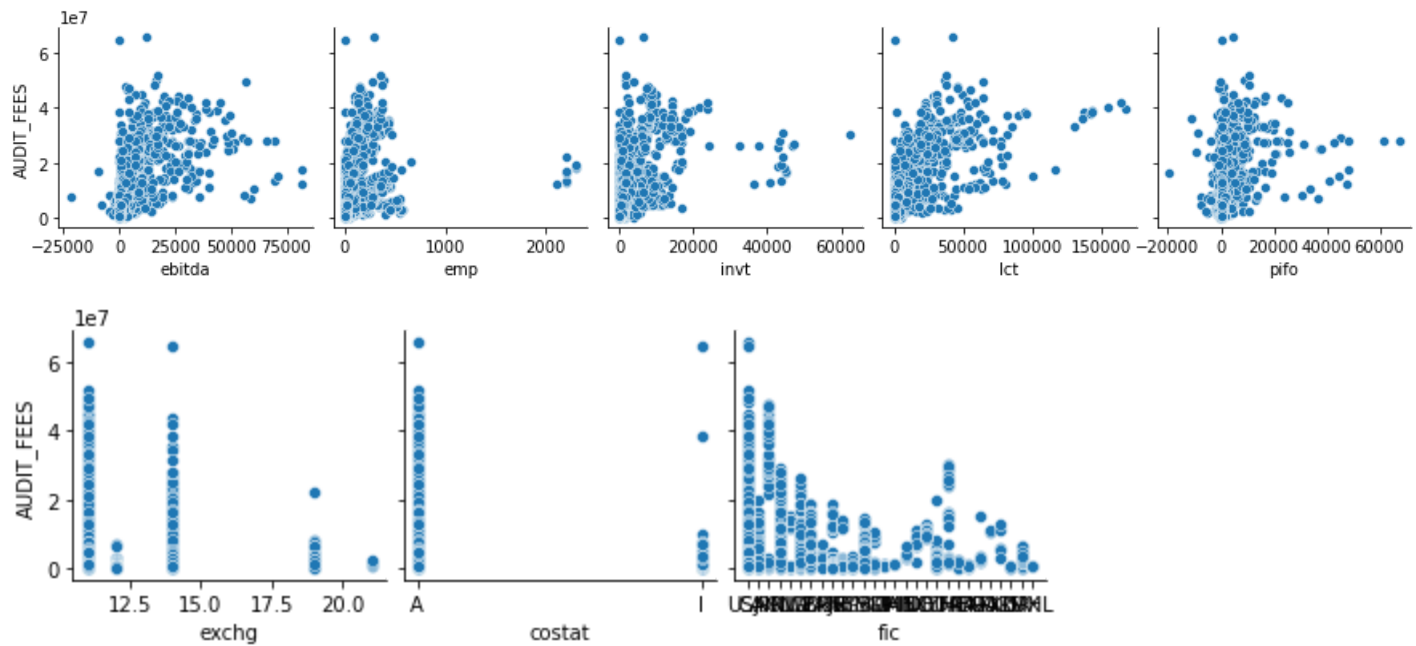 1e7
AUDIT_FEES
6
4
2
0
−25000 0 25000 50000 75000
0 1000 2000
0 20000 40000 60000
0 50000 100000 150000
−20000 0 20000 40000 60000
ebitda
emp
invt
lct
pifo
1e7
AUDIT_FEES
6
4
2
0
12.5 15.0 17.5 20.0
A I
exchg
costat
fic